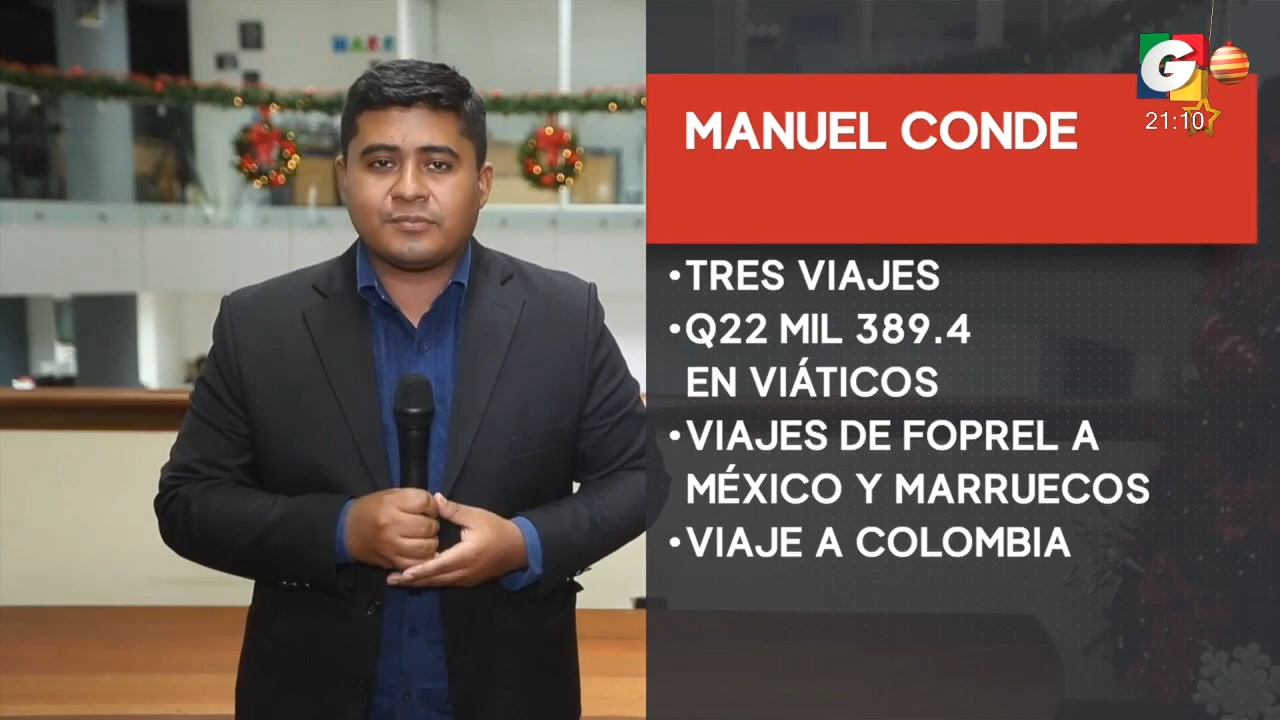 G
21:10
MANUEL CONDE
•TRES VIAJES
•Q22 MIL 389.4
EN VIÁTICOS
•VIAJES DE FOPREL A
MÉXICO Y MARRUECOS
•VIAJE A COLOMBIA